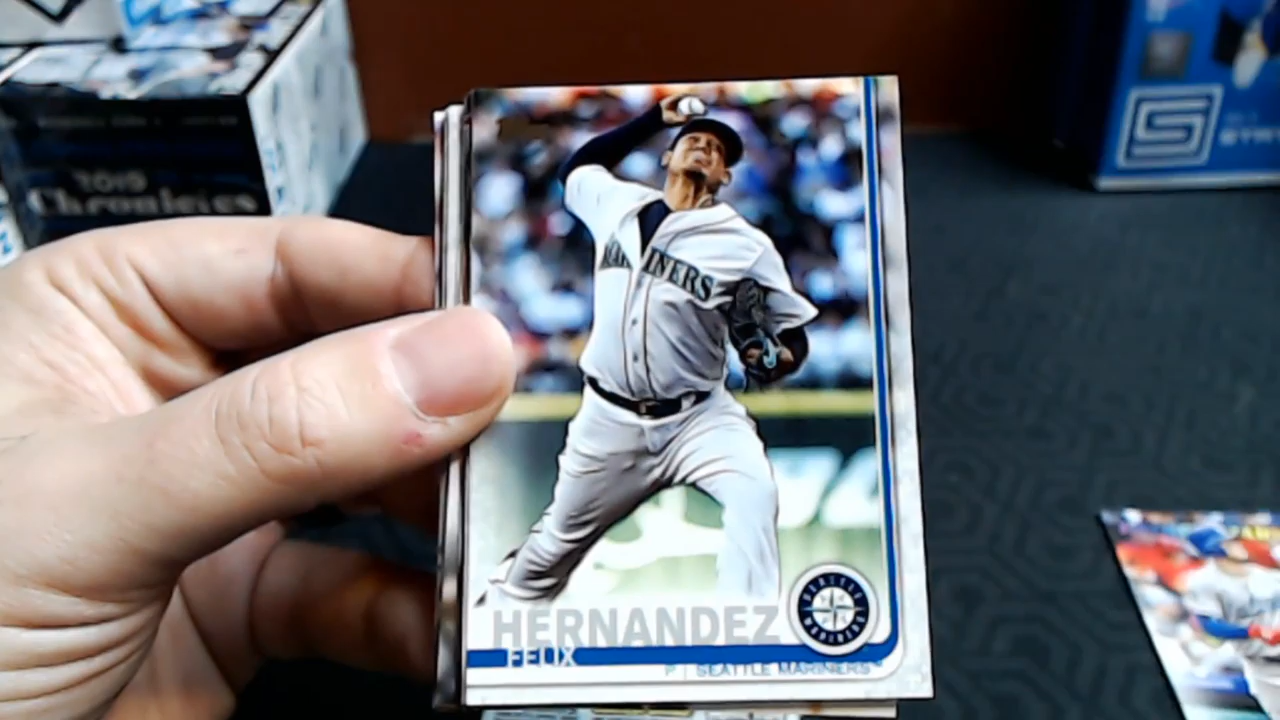 2019
Chronicles
MARINERS
HERNANDEZ
FELIX
P | SEATTLE MARINERS
SEATTLE
MARINERS